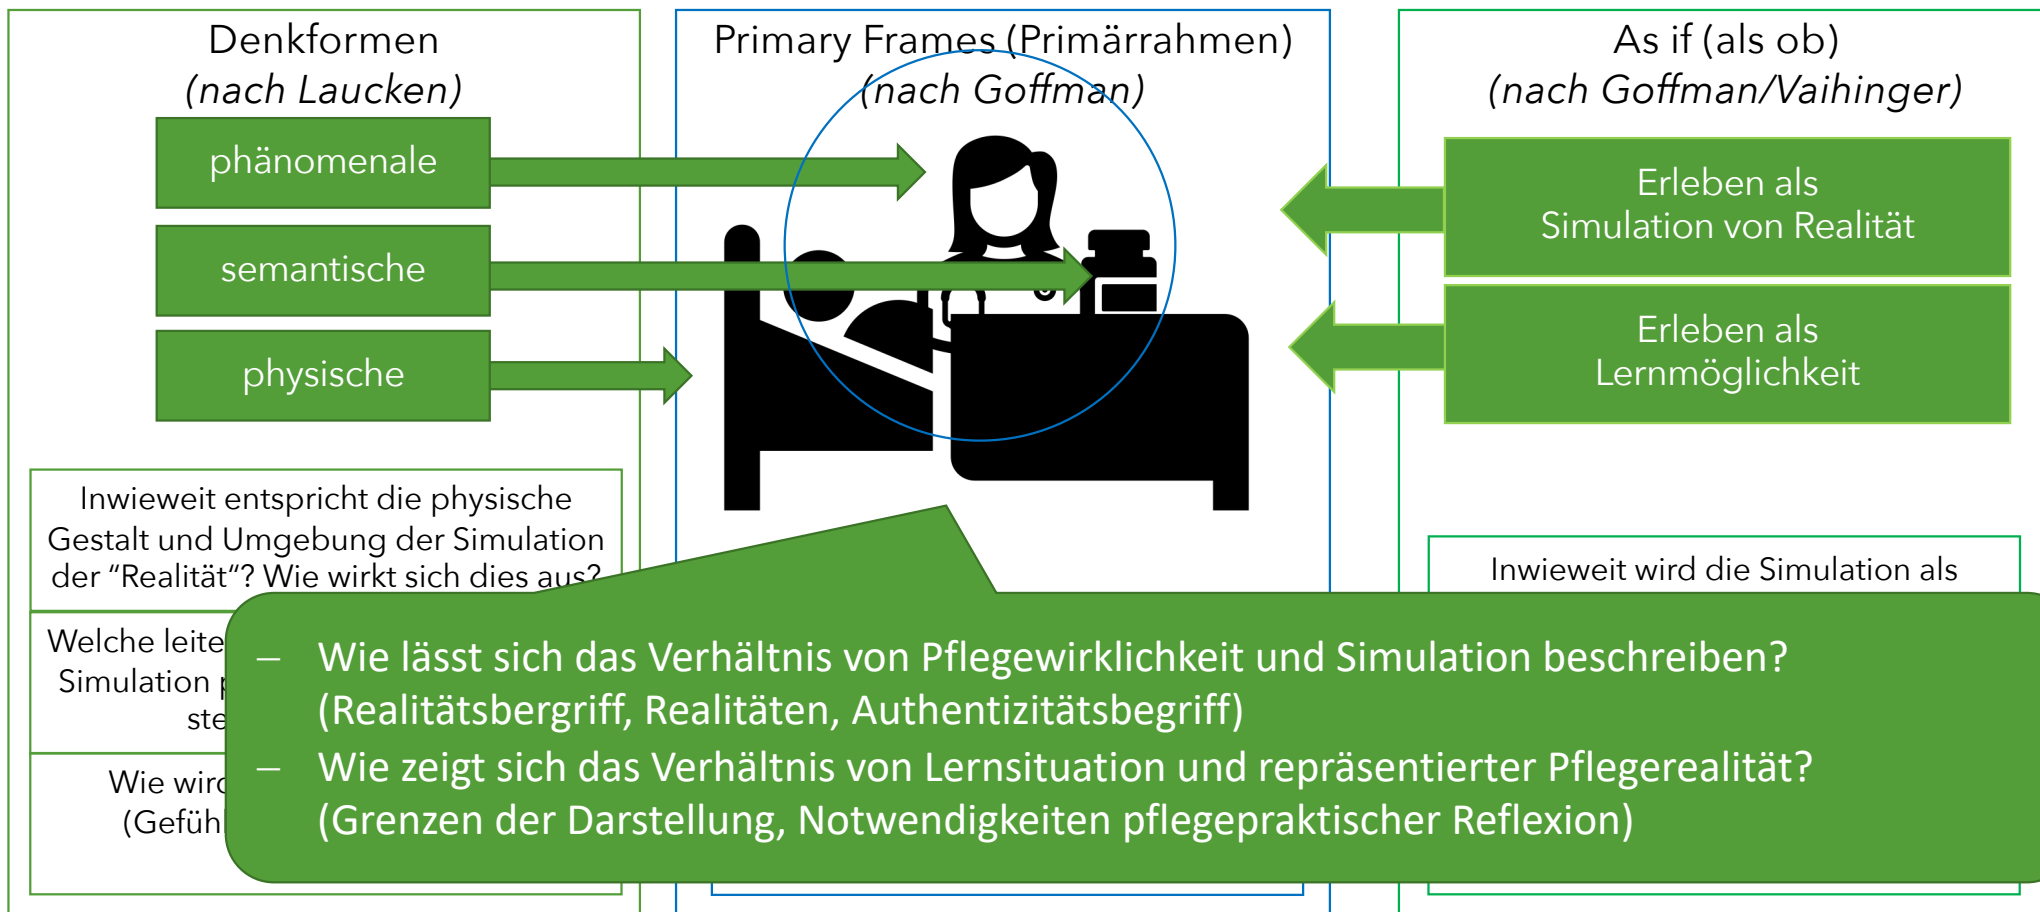 Denkformen
(nach Laucken)
phänomenale
semantische
physische
Inwieweit entspricht die physische
Gestalt und Umgebung der Simulation
der "Realität“? Wie wirkt sich dies aus?
Welche
Simulation
Wie
Primary Frames (Primärrahmen)
(nach Goffman)
As if (als ob)
(nach Goffman/Vaihinger)
Erleben als
Simulation von Realität
Erleben als
Lernmöglichkeit
Inwieweit wird die Simulation als
– Wie lässt sich das Verhältnis von Pflegewirklichkeit und Simulation beschreiben?
(Realitätsbergriff, Realitäten, Authentizitätsbegriff)
– Wie zeigt sich das Verhältnis von Lernsituation und repräsentierter Pflegerealität?
(Grenzen der Darstellung, Notwendigkeiten pflegepraktischer Reflexion)